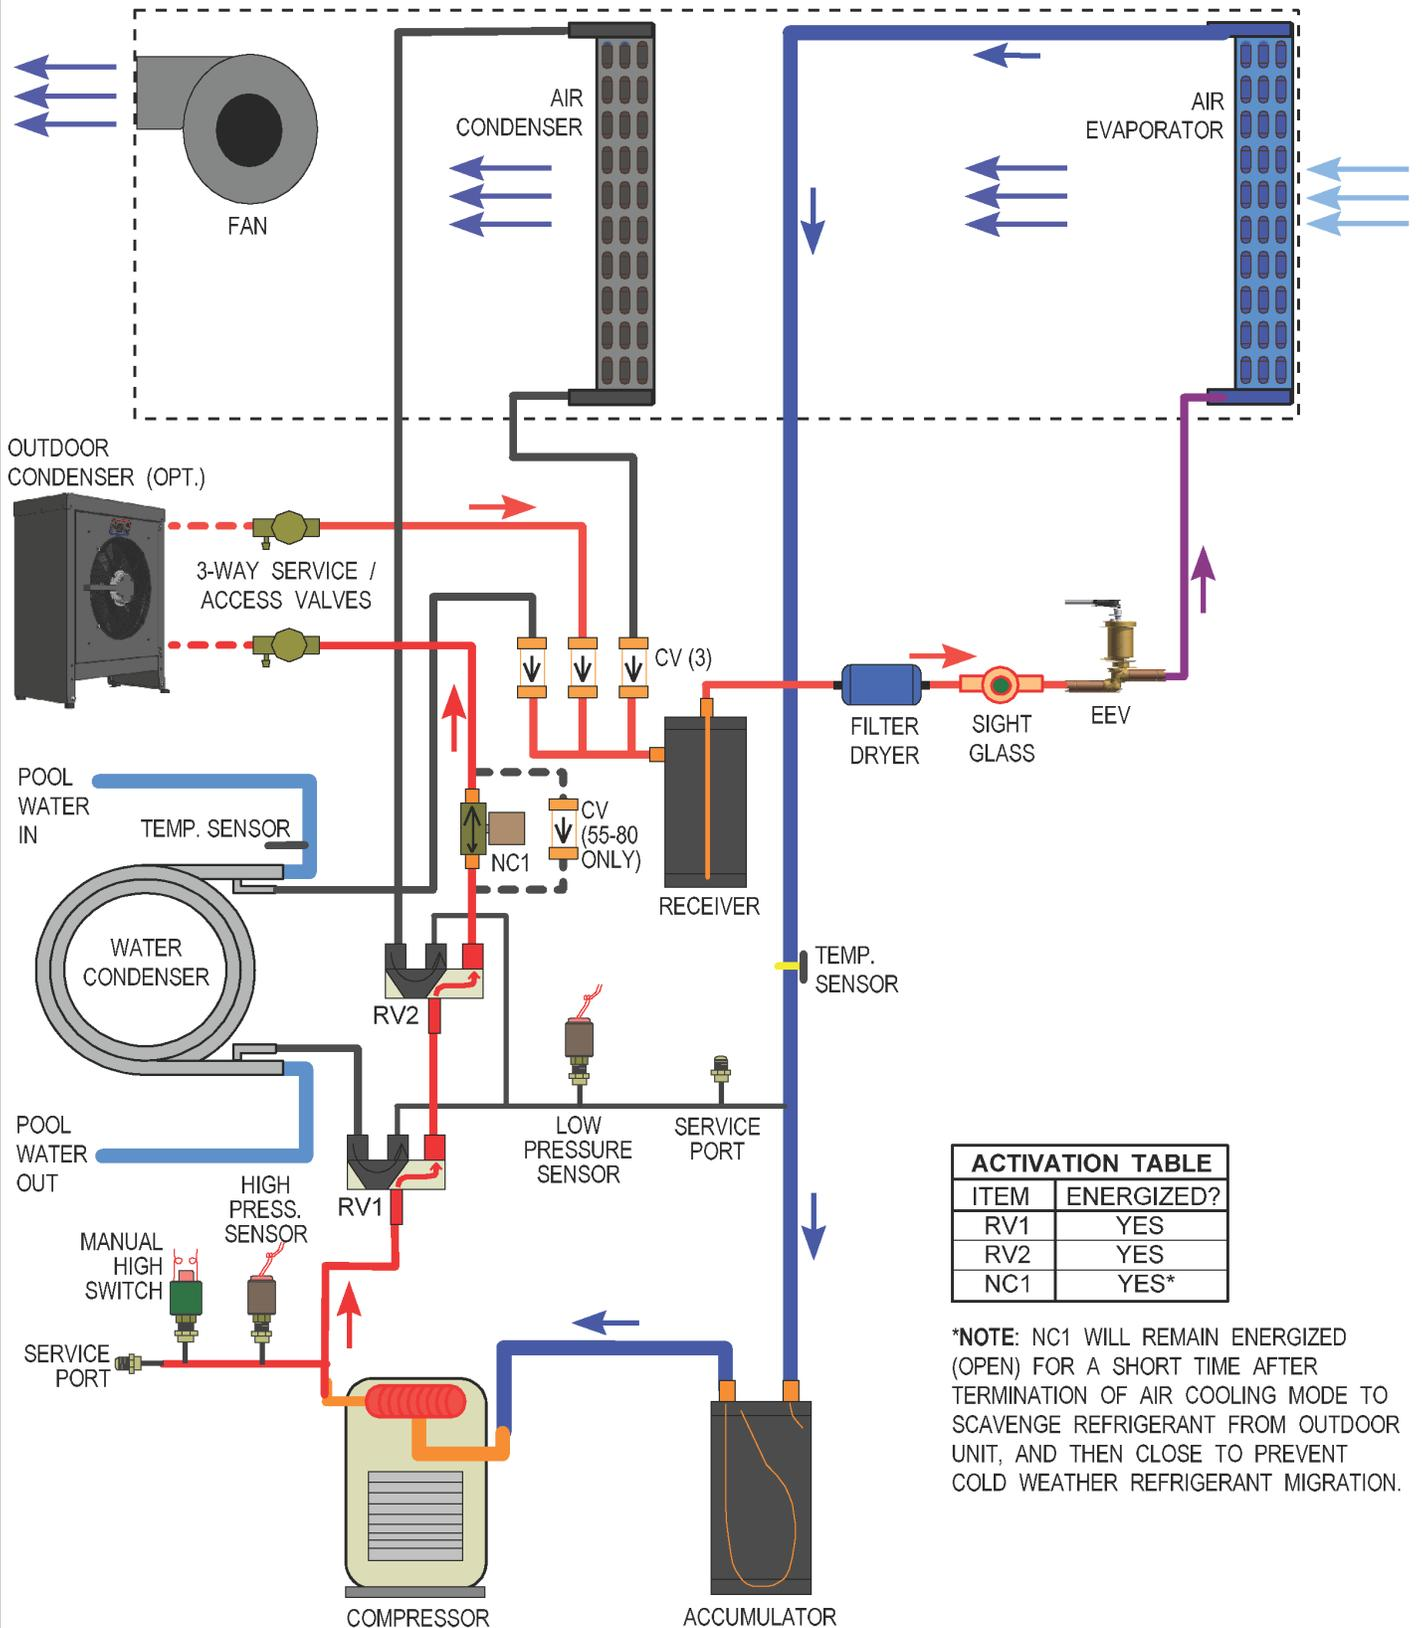 AIR
CONDENSER
AIR
EVAPORATOR
FAN
OUTDOOR
CONDENSER (OPT.)
3-WAY SERVICE /
ACCESS VALVES
CV (3)
FILTER
DRYER
SIGHT
GLASS
EEV
POOL
WATER
IN
TEMP. SENSOR
CV
(55-80
ONLY)
NC1
RECEIVER
WATER
CONDENSER
RV2
TEMP.
SENSOR
POOL
WATER
OUT
LOW
PRESSURE
SENSOR
SERVICE
PORT
HIGH
PRESS.
SENSOR
RV1
MANUAL
HIGH
SWITCH
SERVICE
PORT
ACTIVATION TABLE
ITEM ENERGIZED?
RV1 YES
RV2 YES
NC1 YES*
*NOTE: NC1 WILL REMAIN ENERGIZED
(OPEN) FOR A SHORT TIME AFTER
TERMINATION OF AIR COOLING MODE TO
SCAVENGE REFRIGERANT FROM OUTDOOR
UNIT, AND THEN CLOSE TO PREVENT
COLD WEATHER REFRIGERANT MIGRATION.
COMPRESSOR
ACCUMULATOR